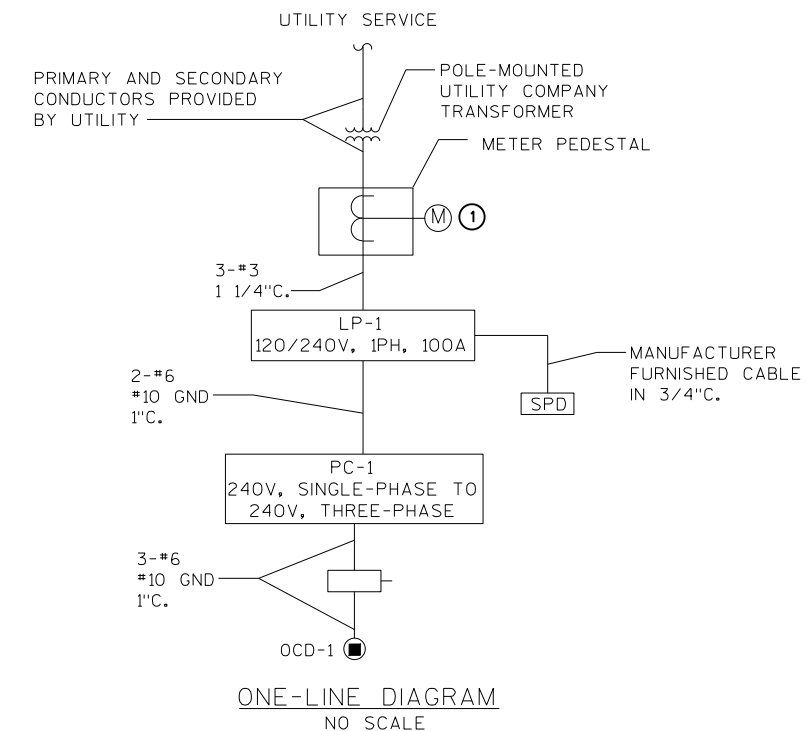 UTILITY SERVICE
PRIMARY AND SECONDARY
CONDUCTORS PROVIDED
BY UTILITY
POLE-MOUNTED
UTILITY COMPANY
TRANSFORMER
METER PEDESTAL
M 1
3-#3
1 1/4"C.
LP-1
120/240V, 1PH, 100A
MANUFACTURER
FURNISHED CABLE
IN 3/4"C.
SPD
2-#6
#10 GND
1"C.
PC-1
240V, SINGLE-PHASE TO
240V, THREE-PHASE
3-#6
#10 GND
1"C.
OCD-1
ONE-LINE DIAGRAM
NO SCALE